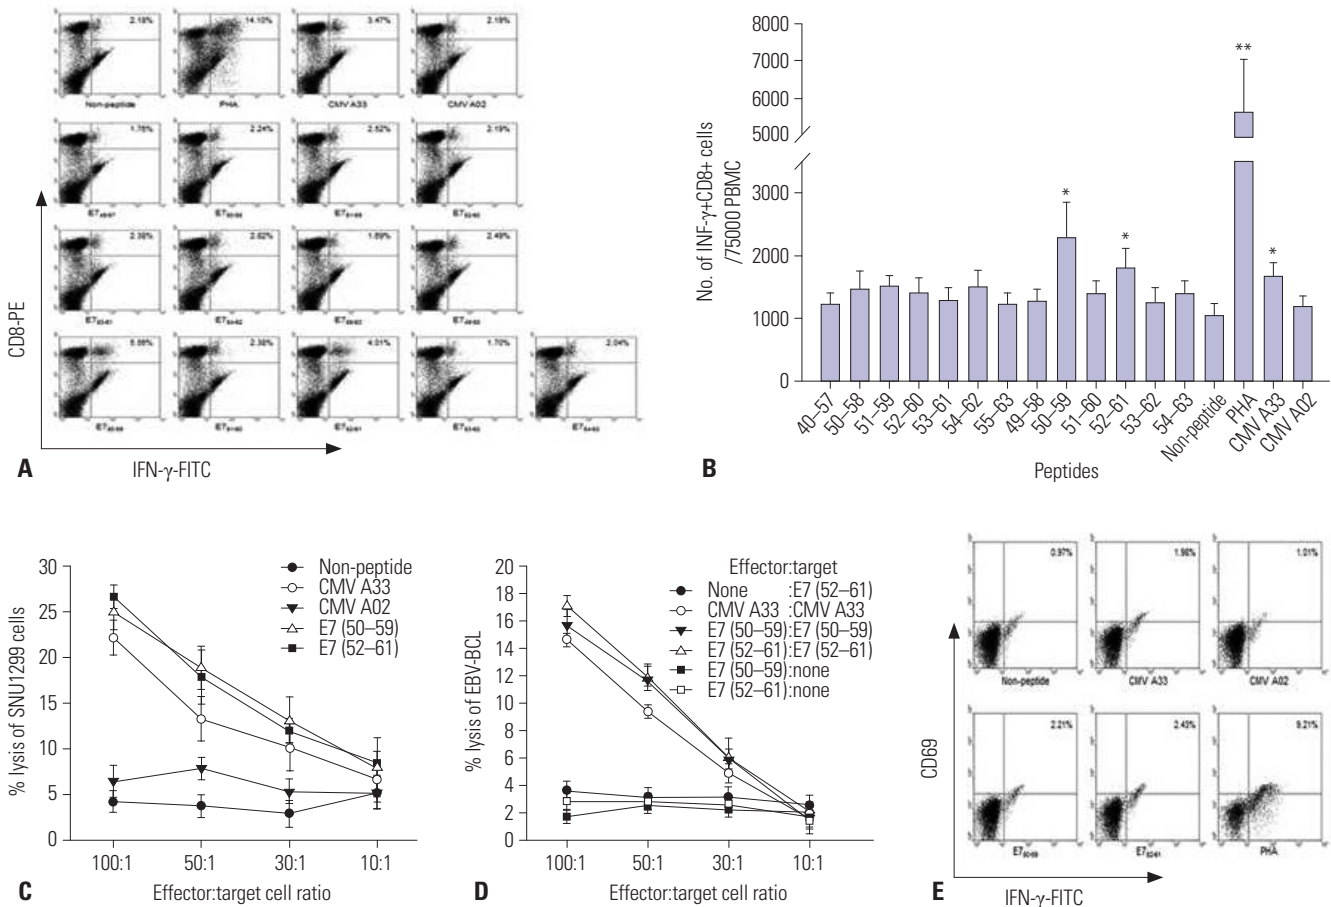 2.18%
14.10%
3.47%
2.19%
Non-peptide
PHA
CMV A33
CMV A02
1.76%
2.24%
2.52%
2.19%
2.62%
1.89%
2.49%
4.01%
1.70%
2.04%
CD8-PE
IFN-γ-FITC
A
8000
7000
6000
5000
3000
2000
1000
0
No. of INF-γ+CD8+ cells
/75000 PBMC
*
*
**
*
40–57
50–58
51–59
52–60
53–61
54–62
55–63
49–58
50–59
51–60
52–61
53–62
54–63
Non-peptide
PHA
CMV A33
CMV A02
Peptides
B
30
25
20
15
10
5
0
% lysis of SNU1299 cells
Non-peptide
CMV A33
CMV A02
E7 (50–59)
E7 (52–61)
100:1
50:1
30:1
10:1
Effector:target cell ratio
C
20
18
16
14
12
10
8
6
4
2
0
% lysis of EBV-BCL
Effector:target
None :E7 (52–61)
CMV A33 :CMV A33
E7 (50–59):E7 (50–59)
E7 (52–61):E7 (52–61)
E7 (50–59):none
E7 (52–61):none
100:1
50:1
30:1
10:1
Effector:target cell ratio
D
0.97%
1.98%
1.01%
Non-peptide
CMV A33
CMV A02
2.21%
2.43%
9.21%
E7₅₀₋₅₉
E7₅₂₋₆₁
PHA
CD69
IFN-γ-FITC
E